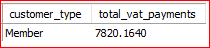 customer_type total_vat_payments
Member 7820.1640